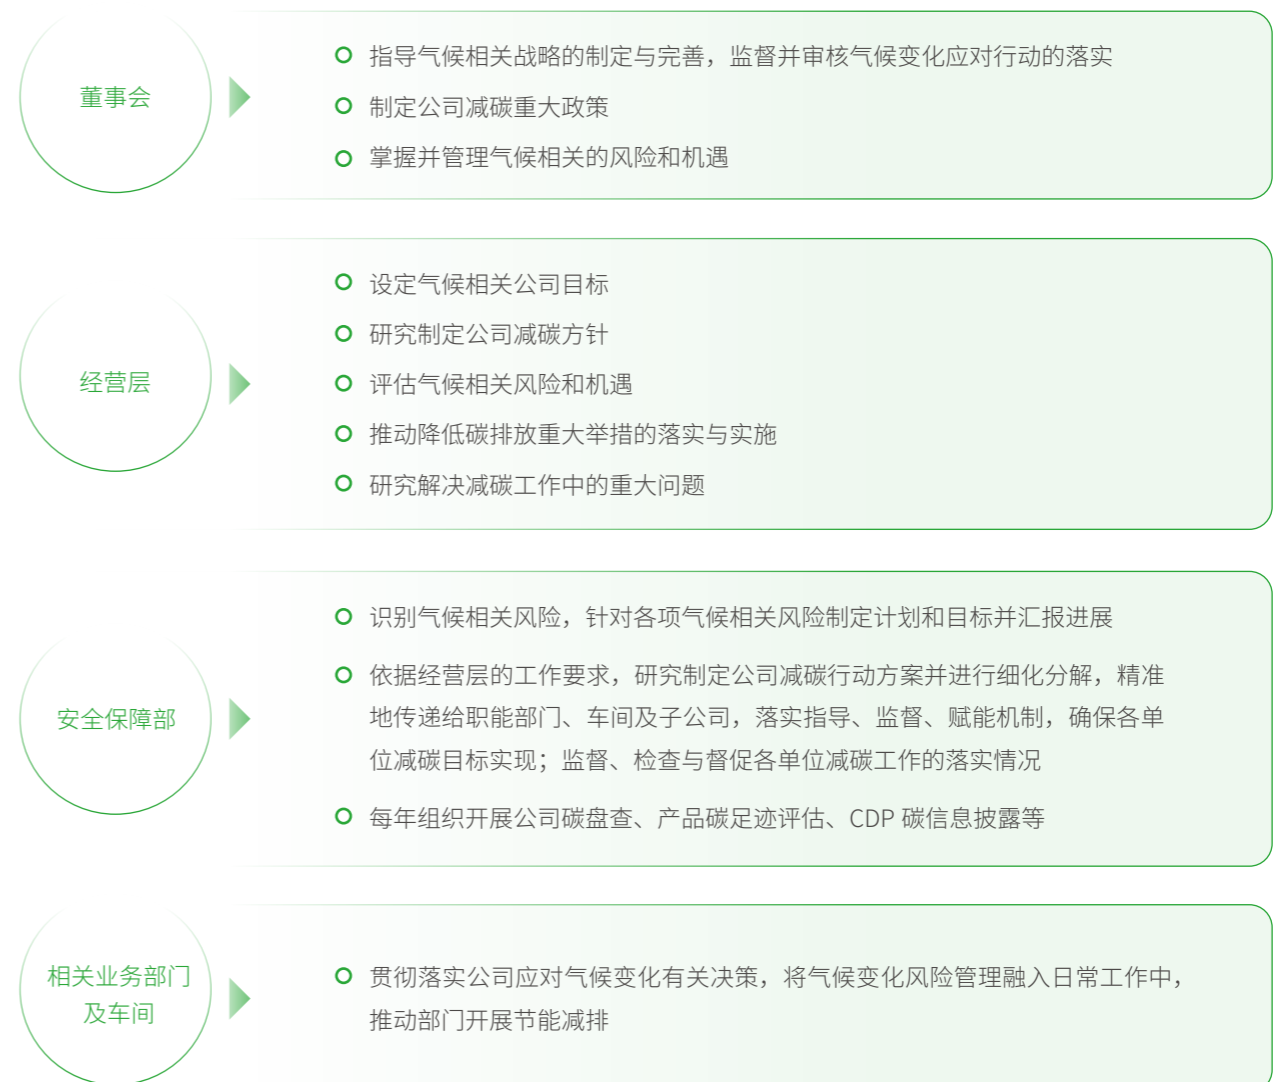 董事会
指导气候相关战略的制定与完善，监督并审核气候变化应对行动的落实
制定公司减碳重大政策
掌握并管理气候相关的风险和机遇
经营层
设定气候相关公司目标
研究制定公司减碳方针
评估气候相关风险和机遇
推动降低碳排放重大举措的落实与实施
研究解决减碳工作中的重大问题
安全保障部
识别气候相关风险，针对各项气候相关风险制定计划和目标并汇报进展
依据经营层的工作要求，研究制定公司减碳行动方案并进行细化分解，精准
地传递给职能部门、车间及子公司，落实指导、监督、赋能机制，确保各单
位减碳目标实现；监督、检查与督促各单位减碳工作的落实情况
每年组织开展公司碳盘查、产品碳足迹评估、CDP 碳信息披露等
相关业务部门
及车间
贯彻落实公司应对气候变化有关决策，将气候变化风险管理融入日常工作中，
推动部门开展节能减排